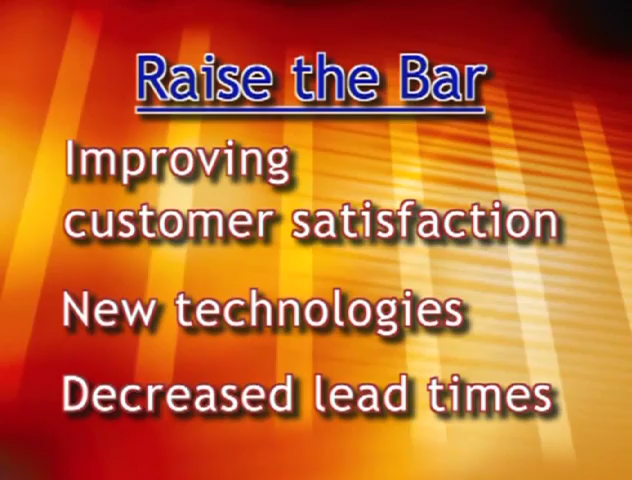 Raise the Bar
Improving
customer satisfaction
New technologies
Decreased lead times